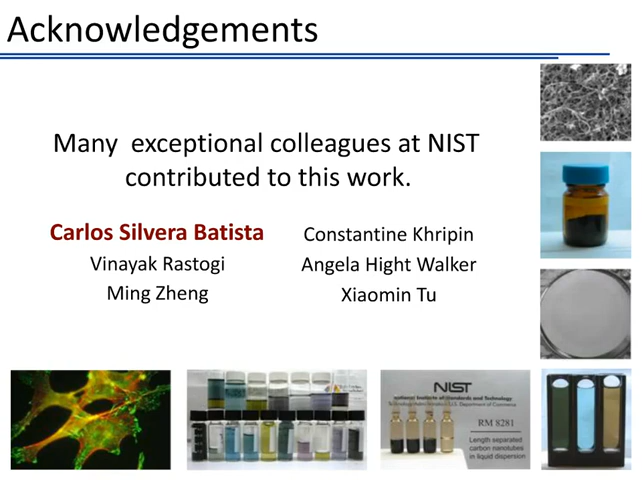 Acknowledgements
Many exceptional colleagues at NIST
contributed to this work.
Carlos Silvera Batista
Constantine Khripin
Vinayak Rastogi
Angela Hight Walker
Ming Zheng
Xiaomin Tu
NIST
National Institute of Standards and Technology
Technology Administration, U.S. Department of Commerce
RM 8281
Length separated
carbon nanotubes
in liquid dispersion